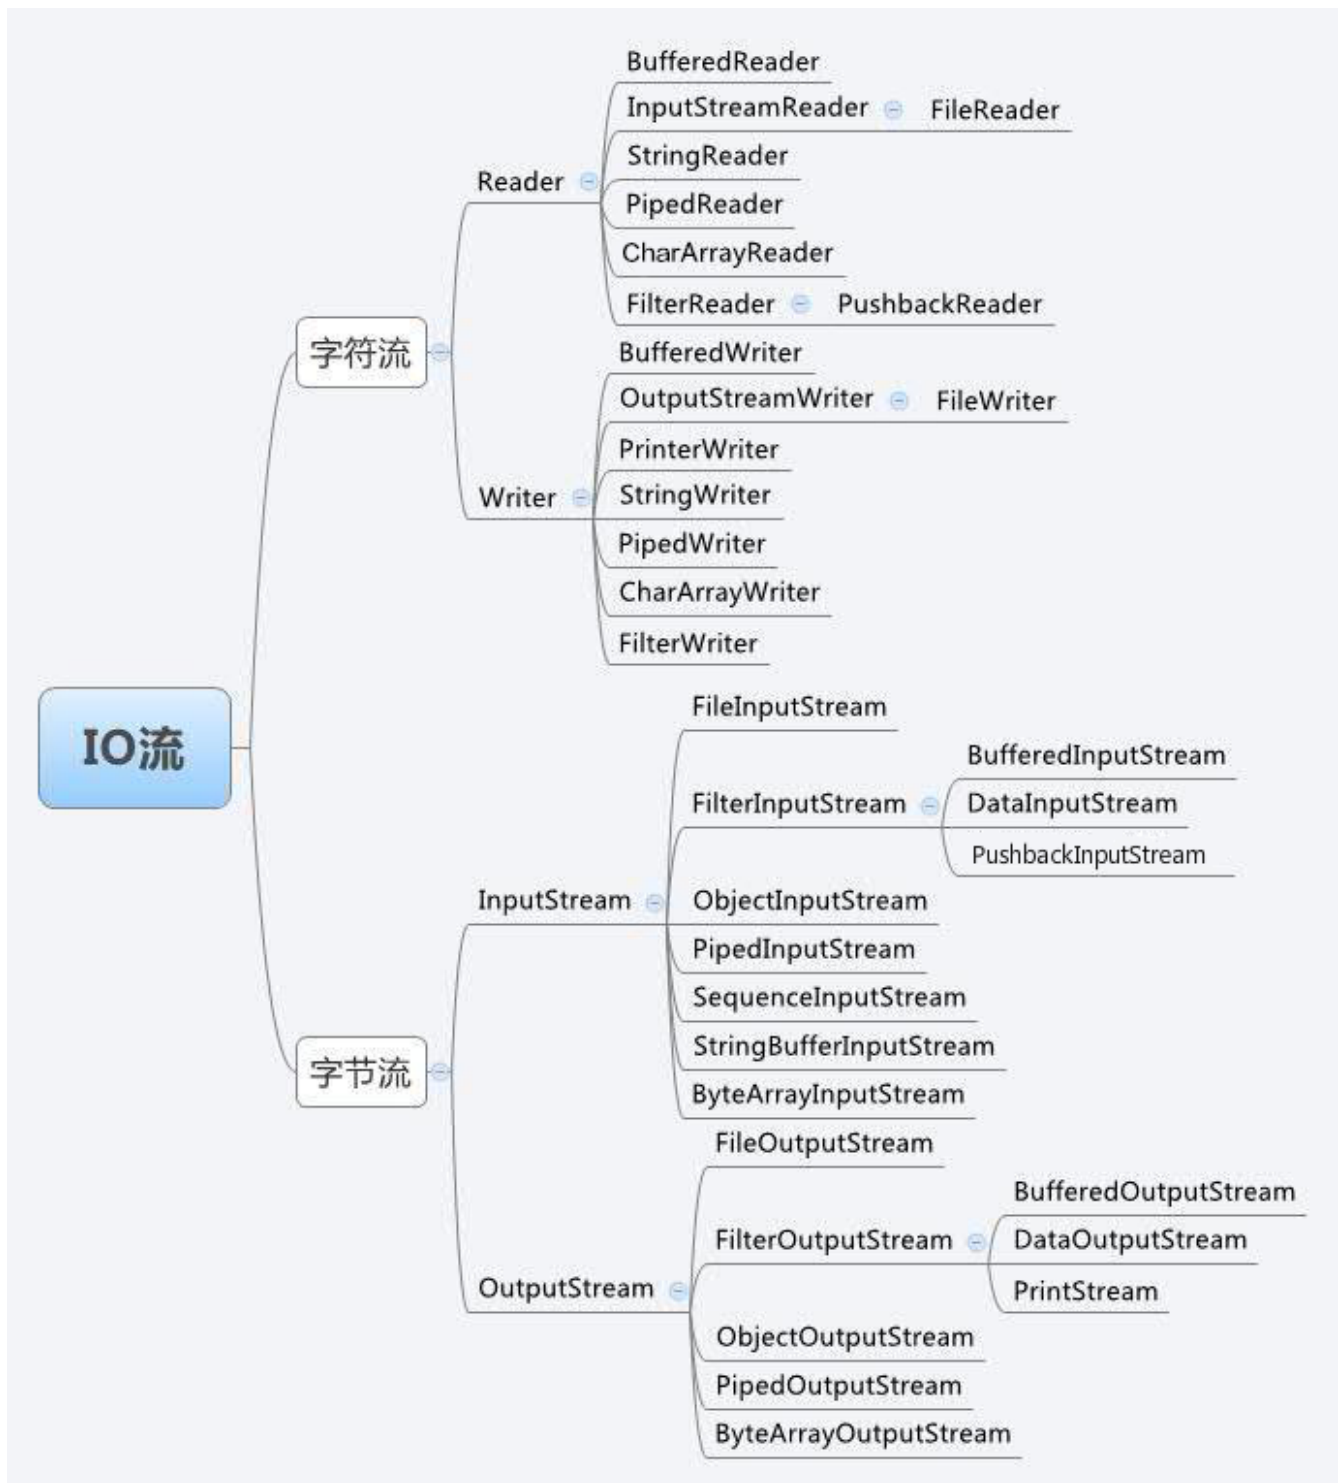 IO流
字符流
Reader
BufferedReader
InputStreamReader
FileReader
StringReader
PipedReader
CharArrayReader
FilterReader
PushbackReader
Writer
BufferedWriter
OutputStreamWriter
FileWriter
PrinterWriter
StringWriter
PipedWriter
CharArrayWriter
FilterWriter
字节流
InputStream
FileInputStream
FilterInputStream
BufferedInputStream
DataInputStream
PushbackInputStream
ObjectInputStream
PipedInputStream
SequenceInputStream
StringBufferInputStream
ByteArrayInputStream
OutputStream
FileOutputStream
FilterOutputStream
BufferedOutputStream
DataOutputStream
PrintStream
ObjectOutputStream
PipedOutputStream
ByteArrayOutputStream